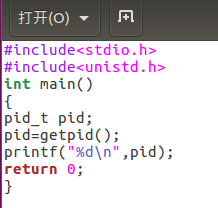 打开(O)
#include<stdio.h>
#include<unistd.h>
int main()
{
pid_t pid;
pid=getpid();
printf("%d\n",pid);
return 0;
}